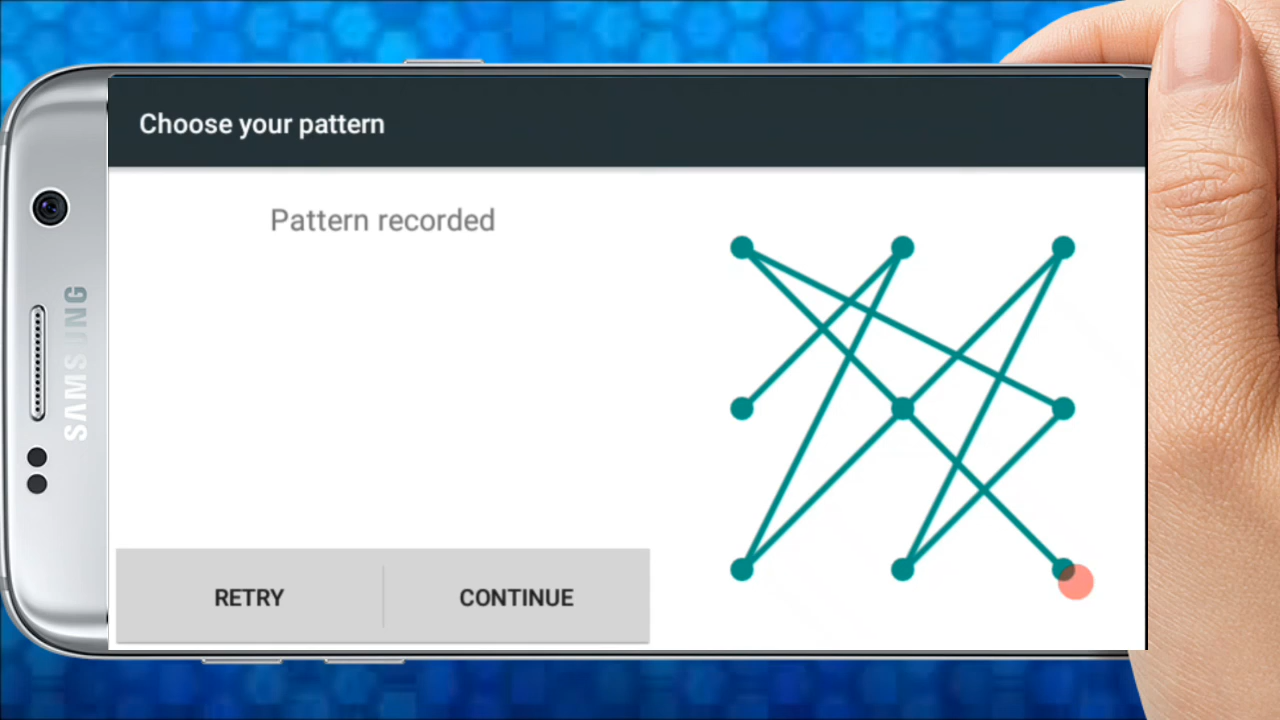 Choose your pattern
Pattern recorded
RETRY
CONTINUE
SAMSUNG